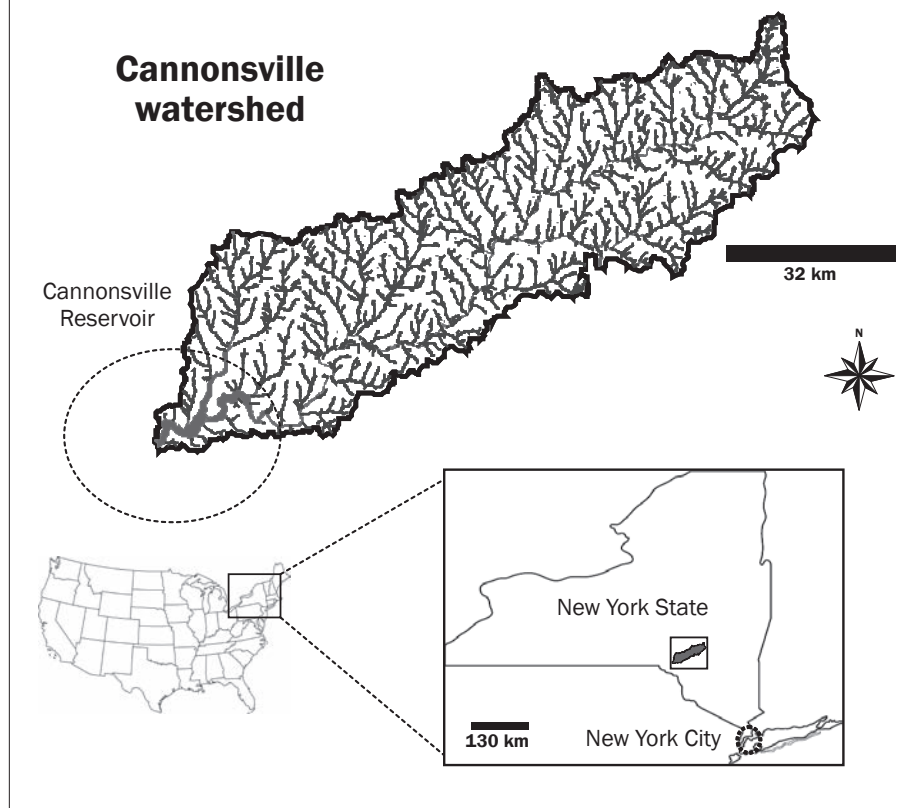 Cannonsville
watershed
32 km
Cannonsville
Reservoir
N
New York State
130 km
New York City